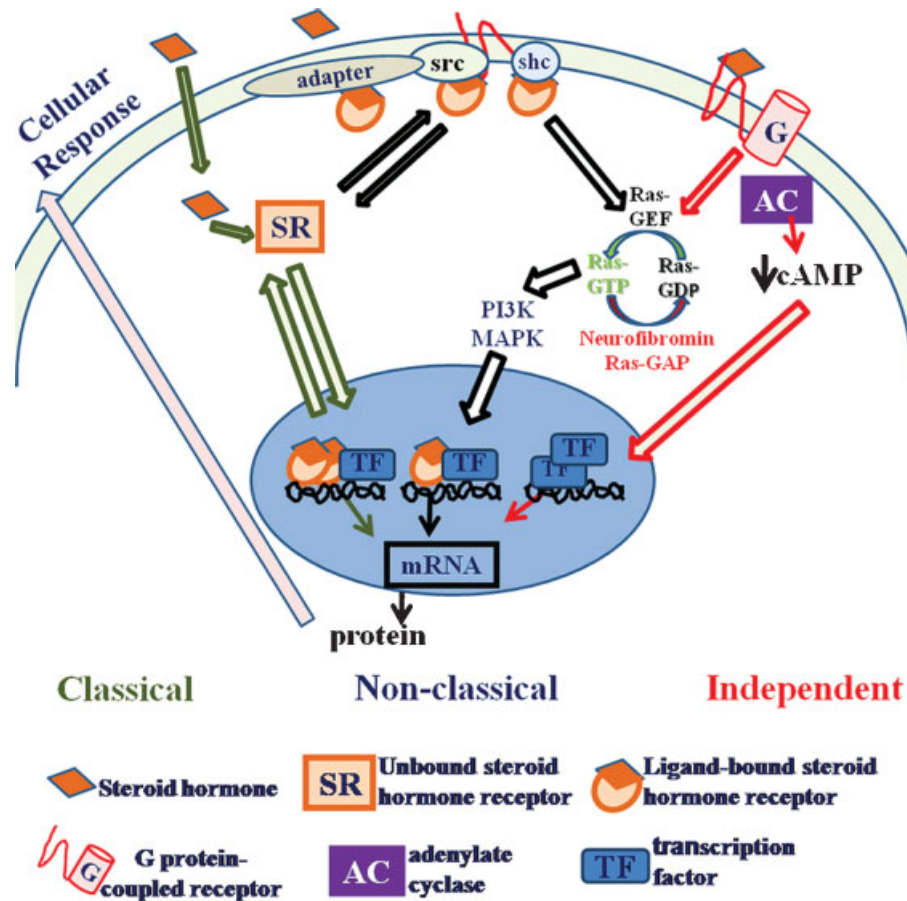 Cellular
Response
adapter
src
shc
G
SR
AC
Ras-
GEF
Ras-
GTP
Ras-
GDP
cAMP
PI3K
MAPK
Neurofibromin
Ras-GAP
TF
TF
TF
TF
mRNA
protein
Classical
Non-classical
Independent
Steroid hormone
SR
Unbound steroid
hormone receptor
Ligand-bound steroid
hormone receptor
G
G protein-
coupled receptor
AC
adenylate
cyclase
TF
transcription
factor